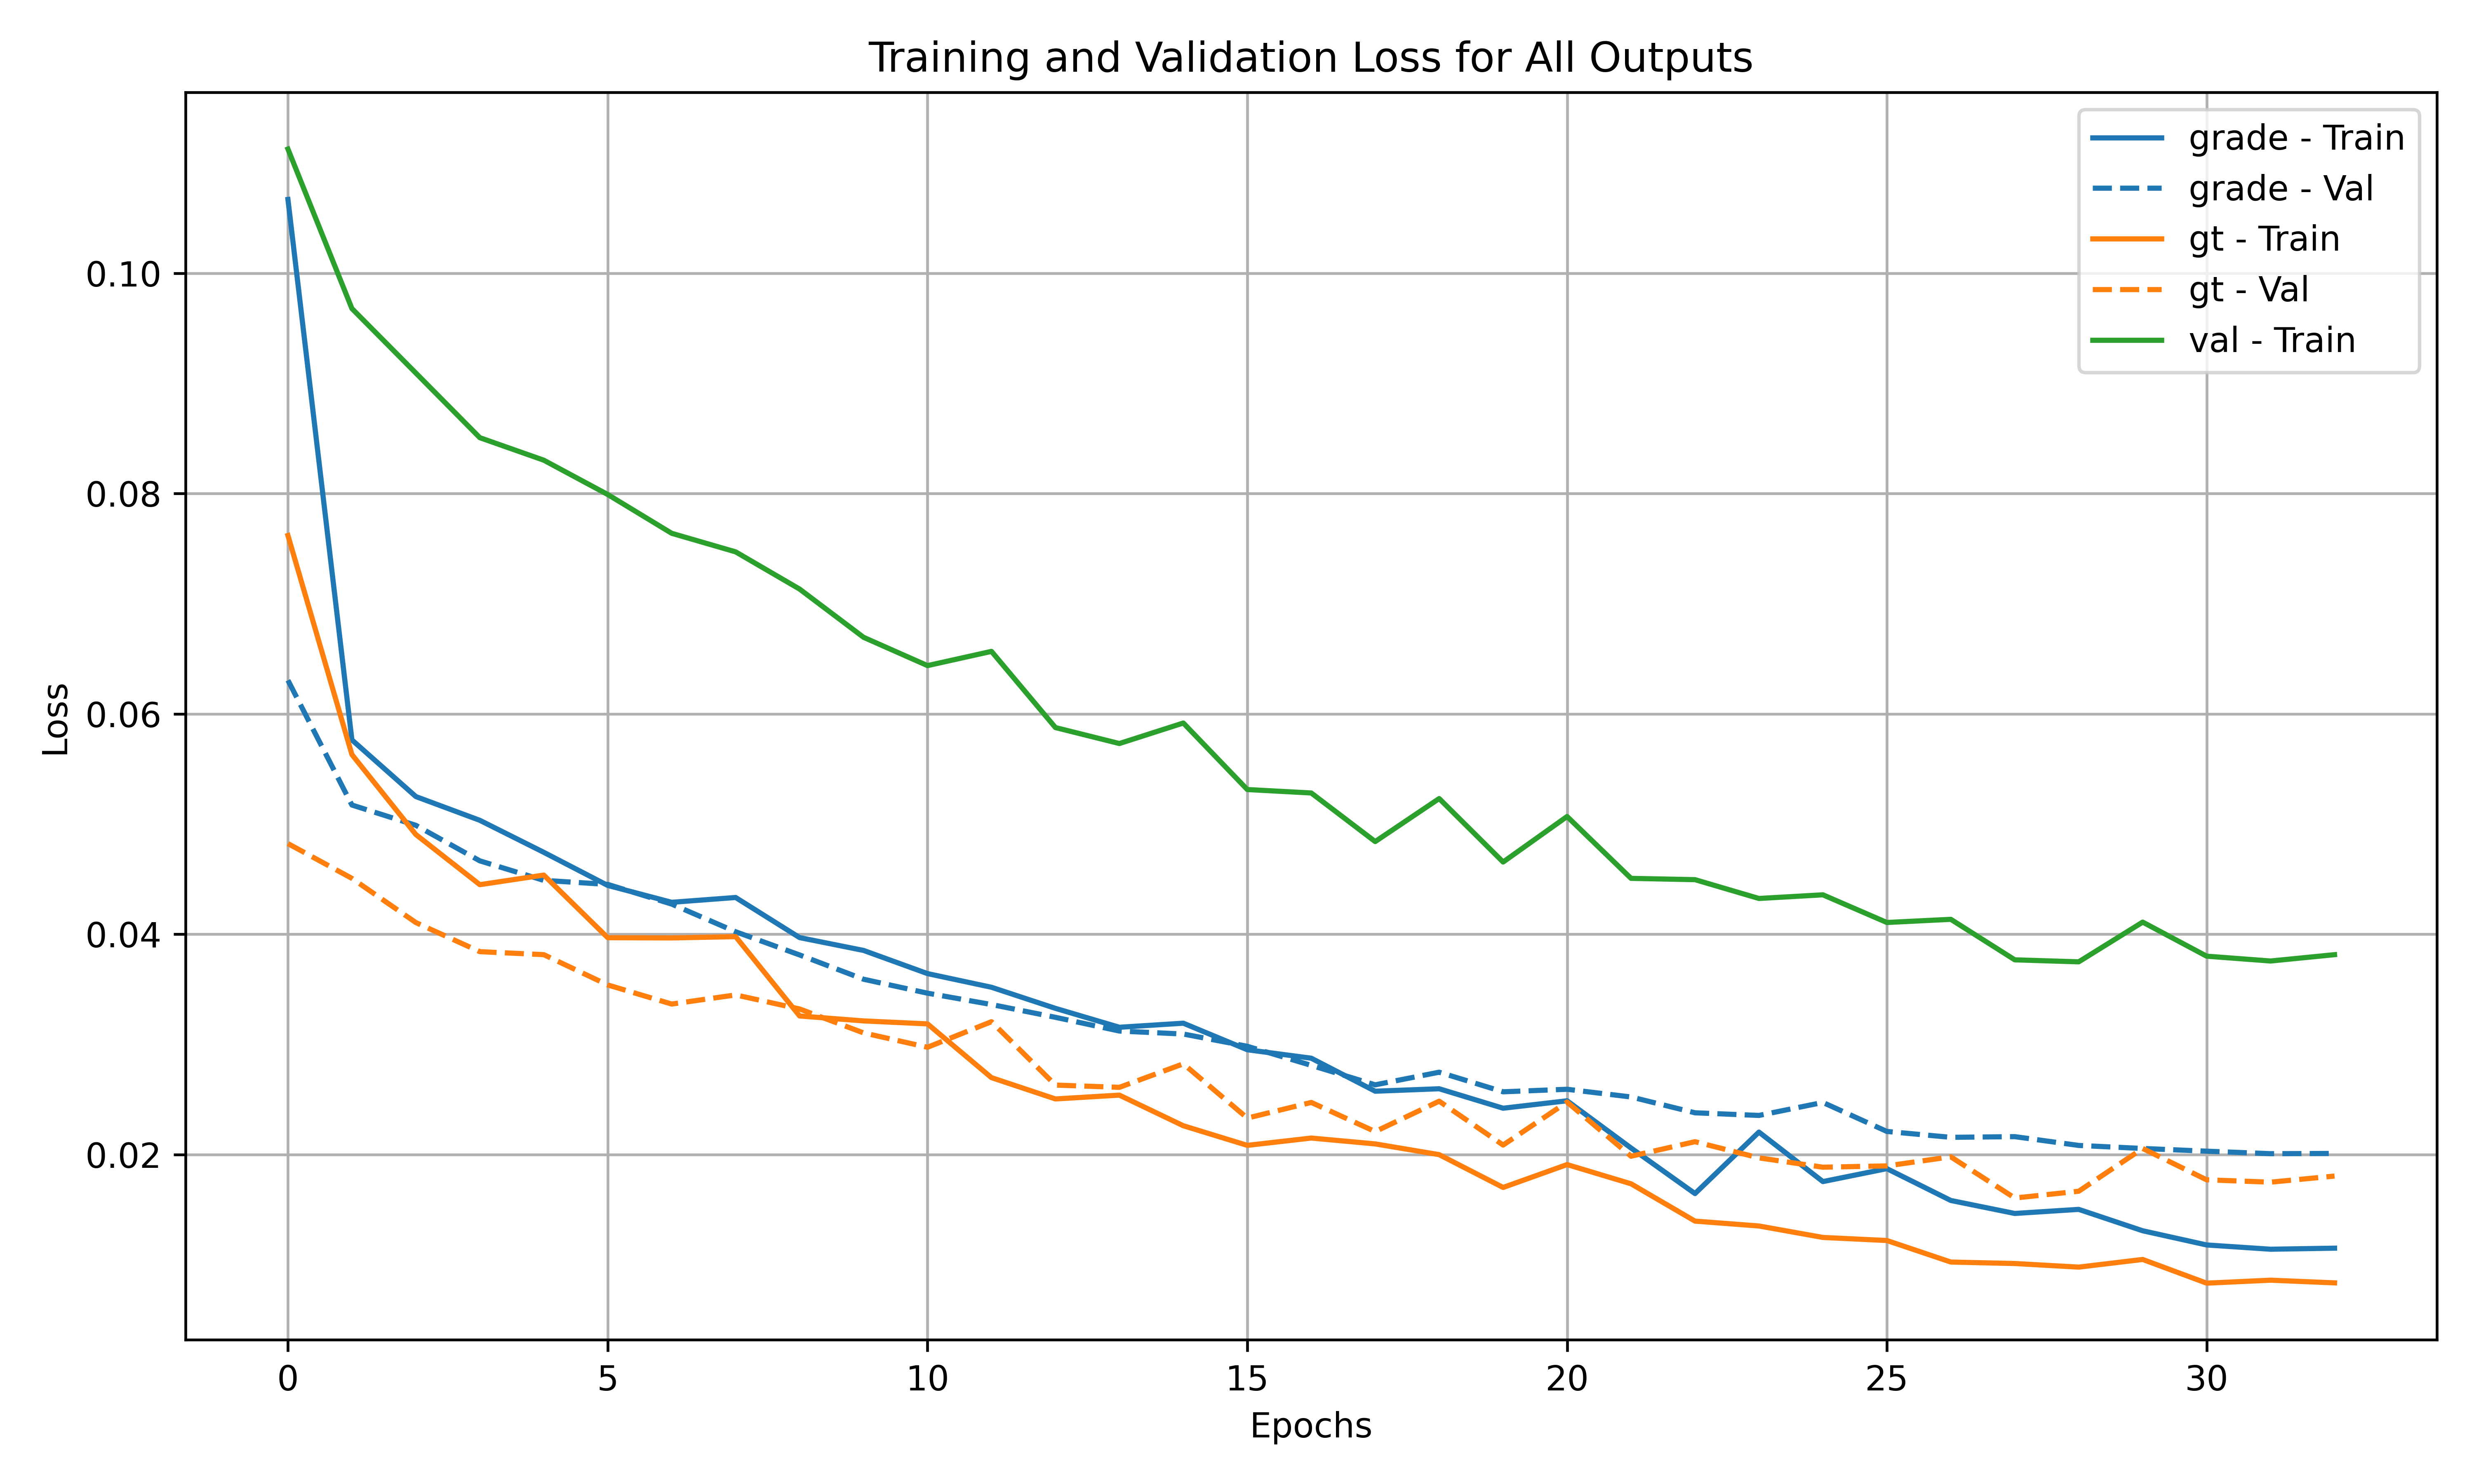 Training and Validation Loss for All Outputs
grade - Train
grade - Val
gt - Train
gt - Val
val - Train
Loss
0.10
0.08
0.06
0.04
0.02
0 5 10 15 20 25 30
Epochs